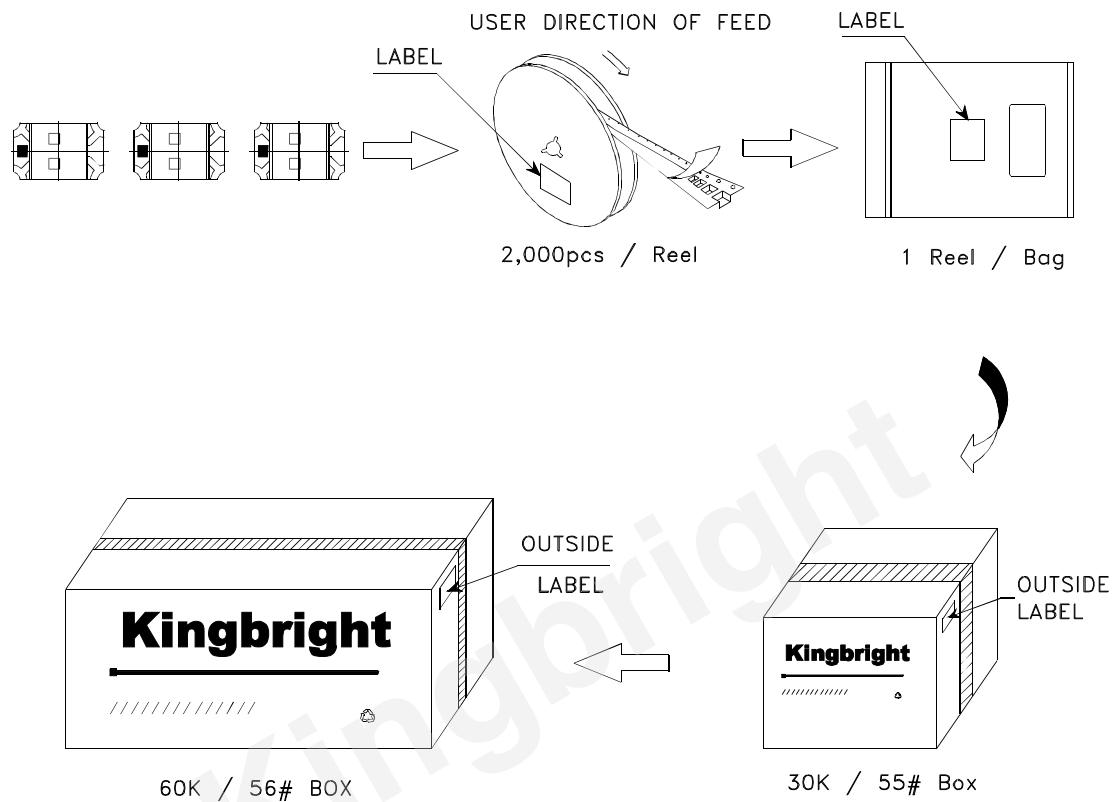 USER DIRECTION OF FEED
LABEL
LABEL
2,000pcs / Reel
1 Reel / Bag
OUTSIDE
LABEL
OUTSIDE
LABEL
Kingbright
Kingbright
60K / 56# BOX
30K / 55# Box
Kingbright